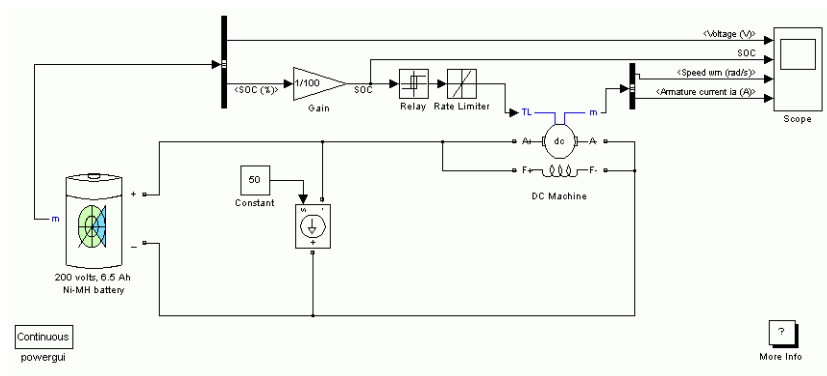 <Voltage (V)>
SOC
<Speed wm (rad/s)>
<Armature current ia (A)>
Scope
<SOC (%)>
1/100
Gain
SOC
Relay
Rate Limiter
TL
m
A+
dc
A-
F+
F-
DC Machine
50
Constant
s
-
+
m
+
_
200 volts, 6.5 Ah
Ni-MH battery
Continuous
powergui
?
More Info